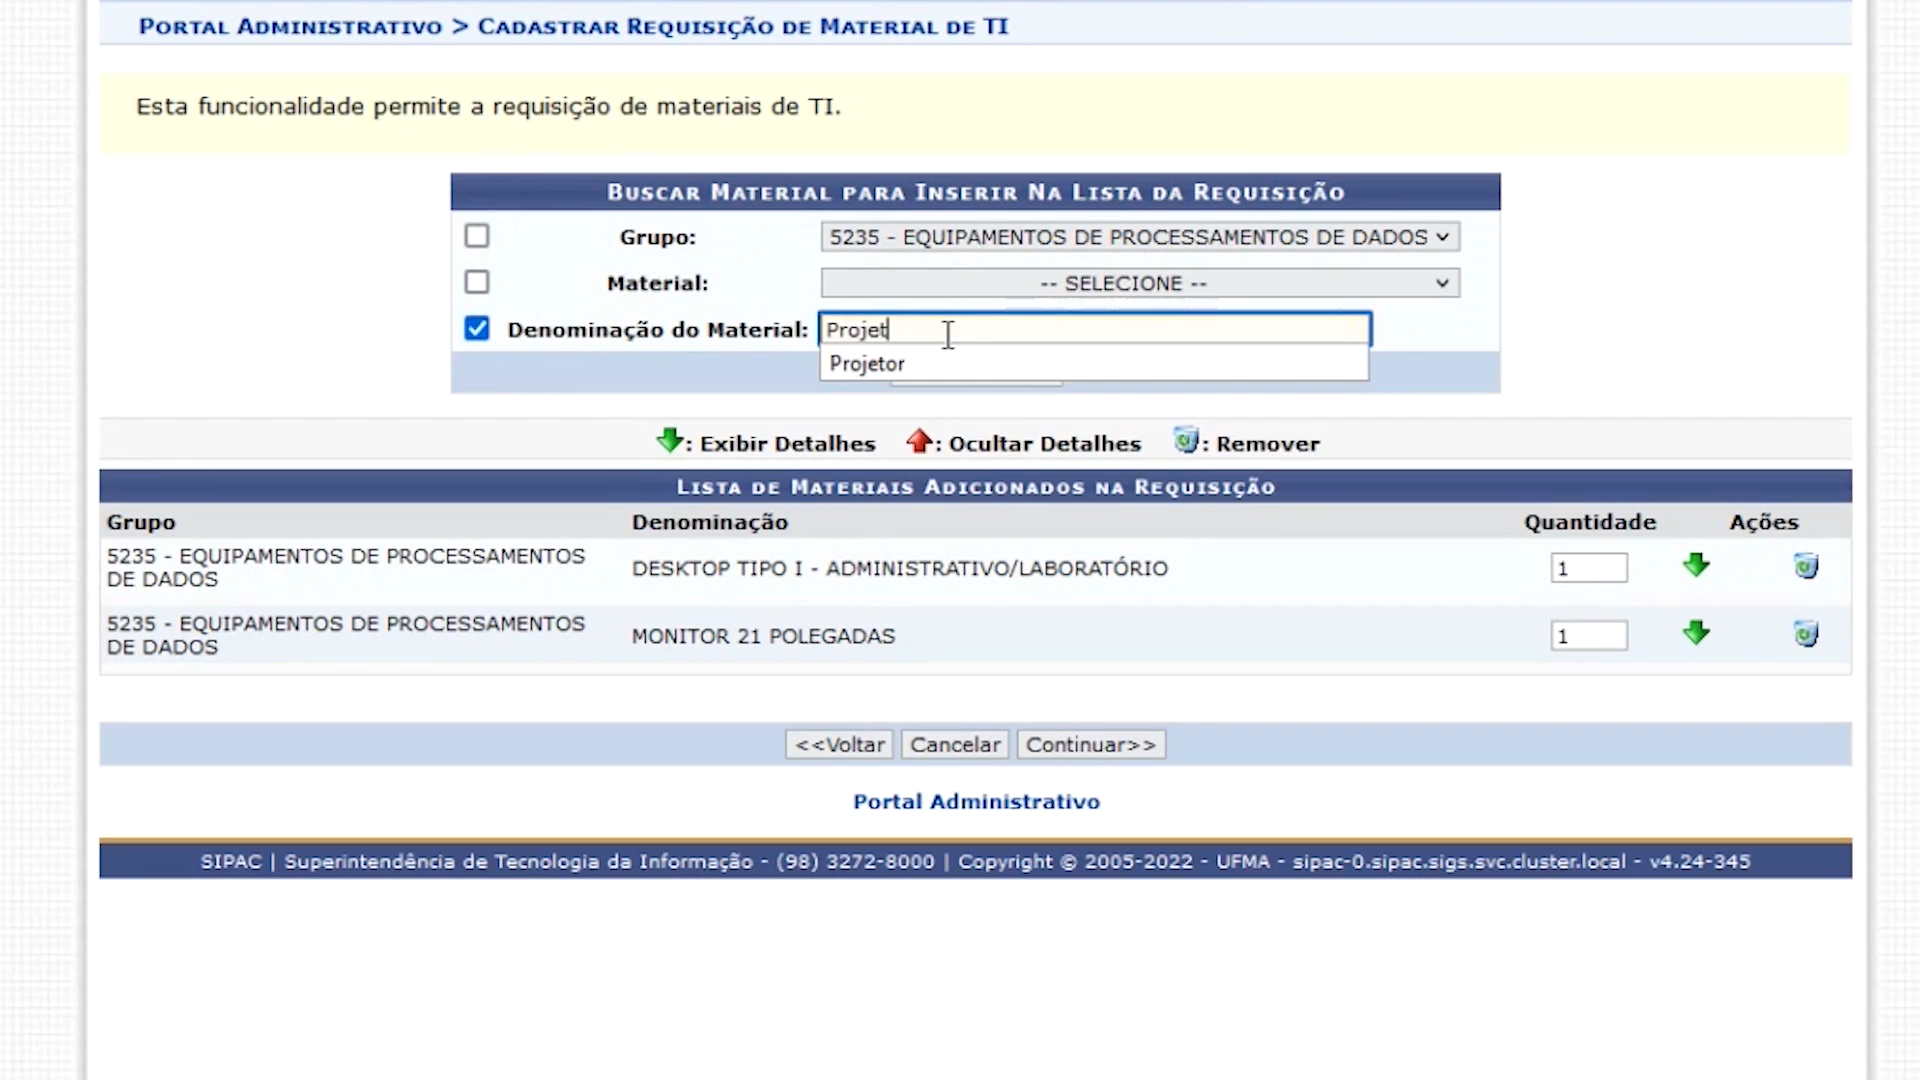 Portal Administrativo > Cadastrar Requisição de Material de TI
Esta funcionalidade permite a requisição de materiais de TI.
Buscar Material para Inserir Na Lista da Requisição
Grupo: 5235 - EQUIPAMENTOS DE PROCESSAMENTOS DE DADOS
Material: -- SELECIONE --
Denominação do Material: Projet
Projetor
: Exibir Detalhes : Ocultar Detalhes : Remover
Lista de Materiais Adicionados na Requisição
Grupo Denominação Quantidade Ações
5235 - EQUIPAMENTOS DE PROCESSAMENTOS
DE DADOS
DESKTOP TIPO I - ADMINISTRATIVO/LABORATÓRIO 1
5235 - EQUIPAMENTOS DE PROCESSAMENTOS
DE DADOS
MONITOR 21 POLEGADAS 1
<<Voltar Cancelar Continuar>>
Portal Administrativo
SIPAC | Superintendência de Tecnologia da Informação - (98) 3272-8000 | Copyright © 2005-2022 - UFMA - sipac-0.sipac.sigs.svc.cluster.local - v4.24-345